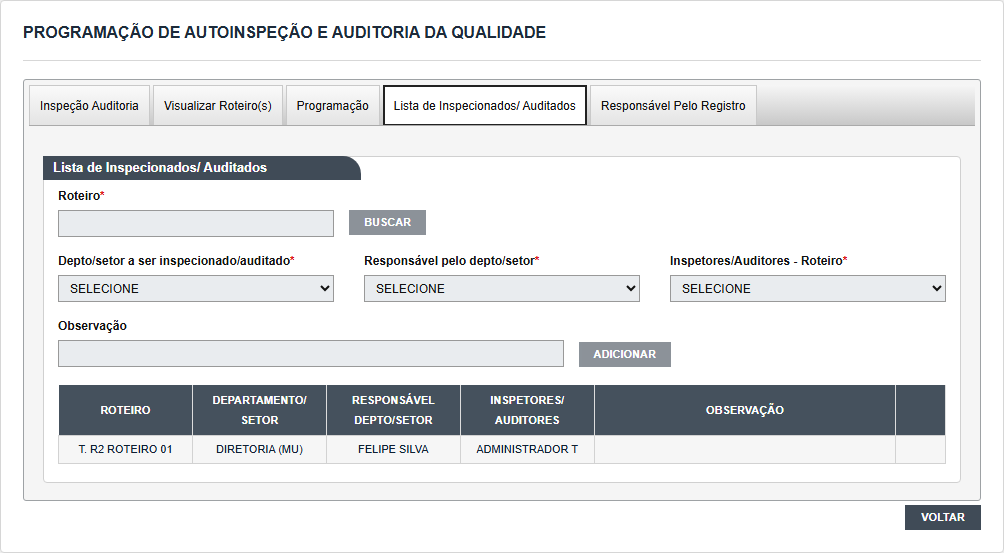 PROGRAMAÇÃO DE AUTOINSPEÇÃO E AUDITORIA DA QUALIDADE
Inspeção Auditoria
Visualizar Roteiro(s)
Programação
Lista de Inspecionados/ Auditados
Responsável Pelo Registro
Lista de Inspecionados/ Auditados
Roteiro*
BUSCAR
Depto/setor a ser inspecionado/auditado*
Responsável pelo depto/setor*
Inspetores/Auditores - Roteiro*
SELECIONE
SELECIONE
SELECIONE
Observação
ADICIONAR
ROTEIRO
DEPARTAMENTO/
SETOR
RESPONSÁVEL
DEPTO/SETOR
INSPETORES/
AUDITORES
OBSERVAÇÃO
T. R2 ROTEIRO 01
DIRETORIA (MU)
FELIPE SILVA
ADMINISTRADOR T
VOLTAR